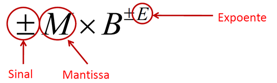 ± M × B^±E
Expoente
Sinal
Mantissa